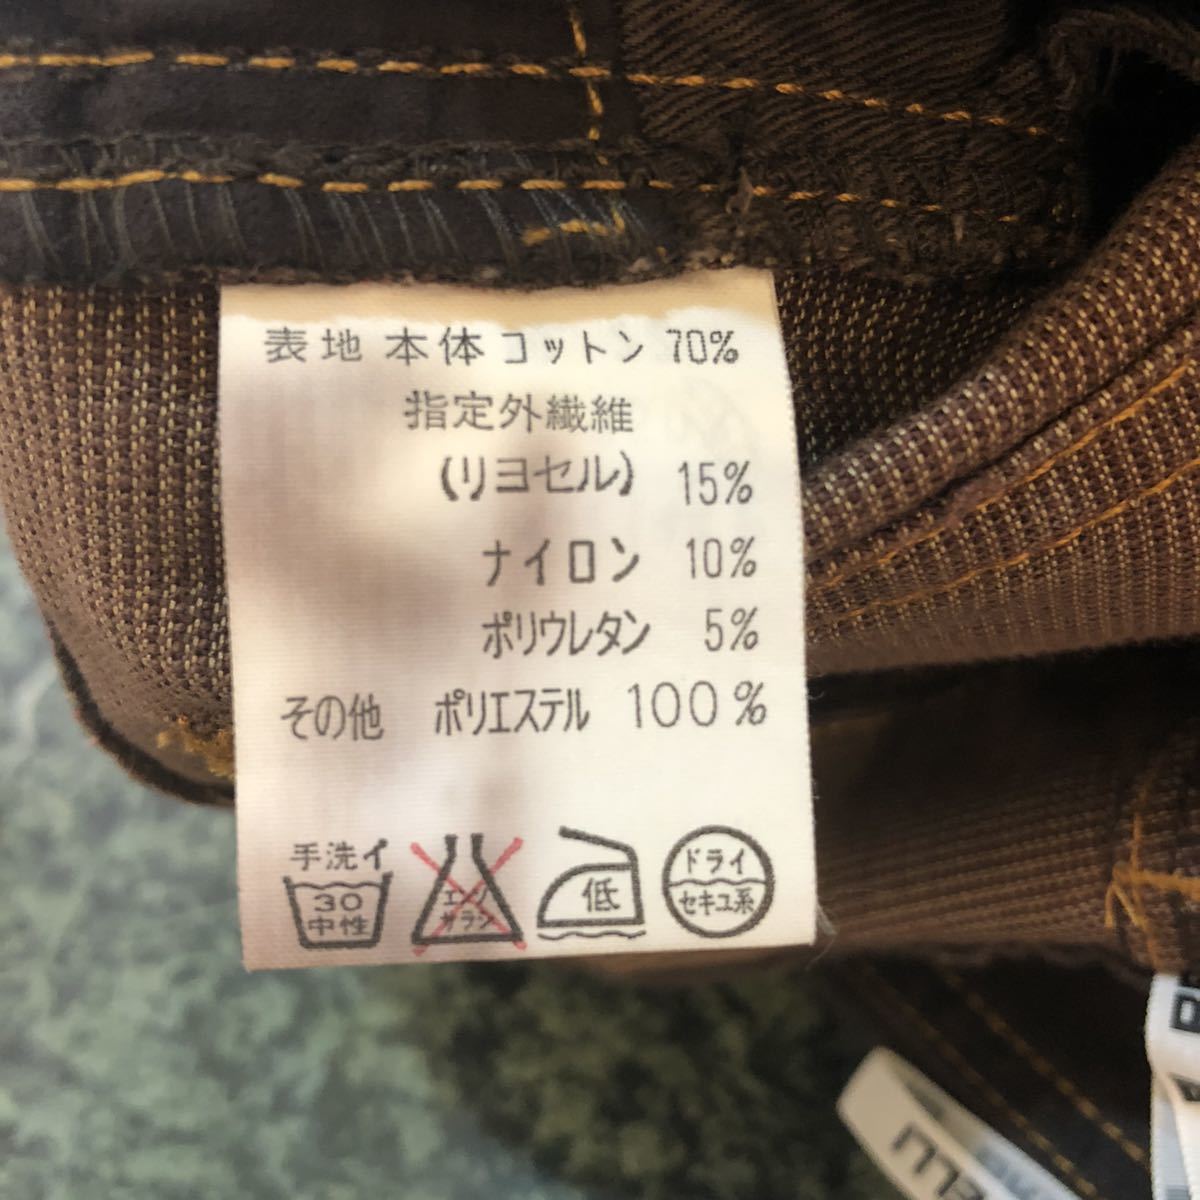 表地 本体 コットン 70%
指定外繊維
(リヨセル) 15%
ナイロン 10%
ポリウレタン 5%
その他 ポリエステル 100%
手洗イ
30
中性
エンソ
サラシ
低
ドライ
セキユ系
ELLI